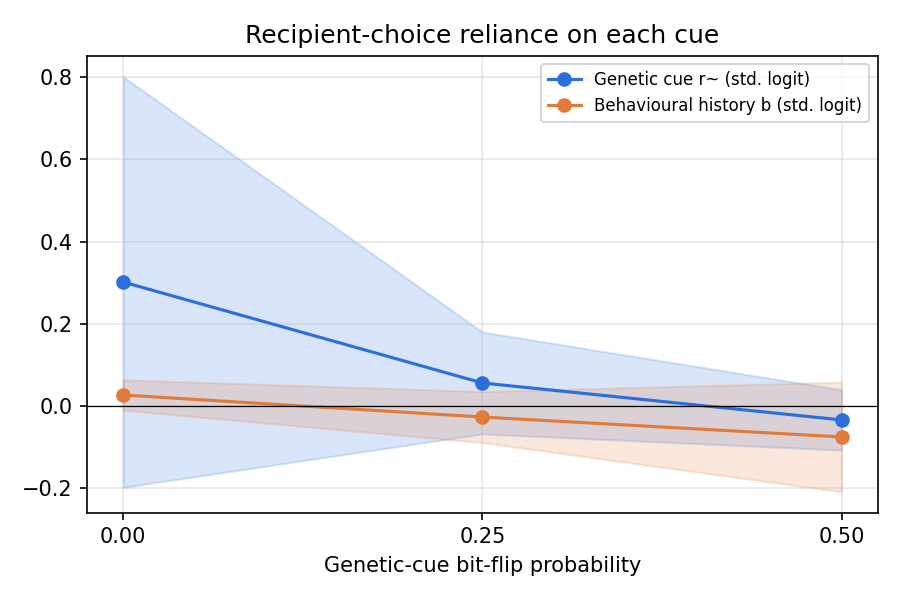 Recipient-choice reliance on each cue
Genetic cue r~ (std. logit)
Behavioural history b (std. logit)
0.8
0.6
0.4
0.2
0.0
−0.2
0.00
0.25
0.50
Genetic-cue bit-flip probability